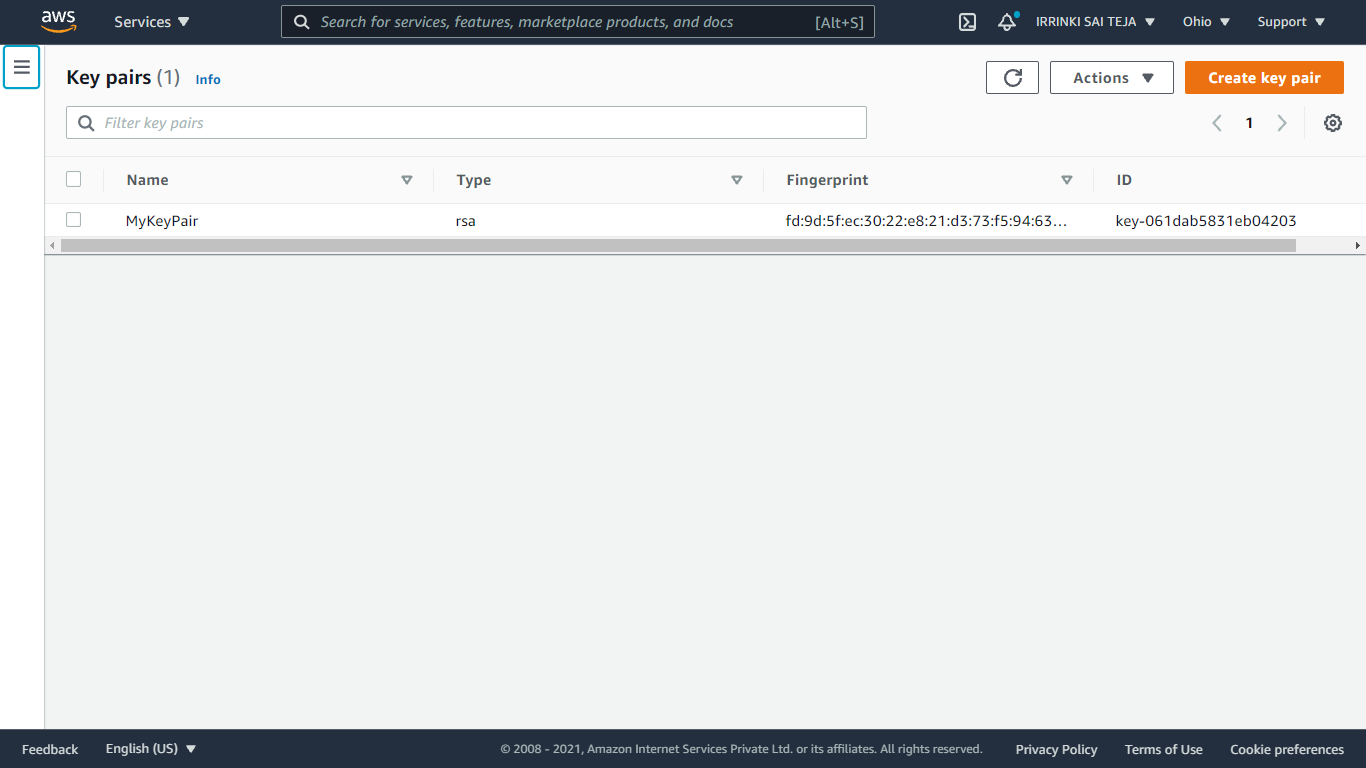 aws Services Search for services, features, marketplace products, and docs [Alt+S] IRRINKI SAI TEJA Ohio Support
Key pairs (1) Info Actions Create key pair
Filter key pairs 1
Name Type Fingerprint ID
MyKeyPair rsa fd:9d:5f:ec:30:22:e8:21:d3:73:f5:94:63... key-061dab5831eb04203
Feedback English (US) © 2008 - 2021, Amazon Internet Services Private Ltd. or its affiliates. All rights reserved. Privacy Policy Terms of Use Cookie preferences